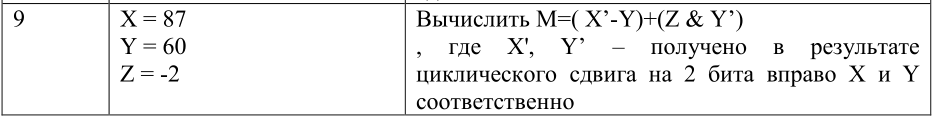 9
X = 87
Y = 60
Z = -2
Вычислить M=( X’-Y)+(Z & Y’)
, где X', Y’ – получено в результате
циклического сдвига на 2 бита вправо X и Y
соответственно